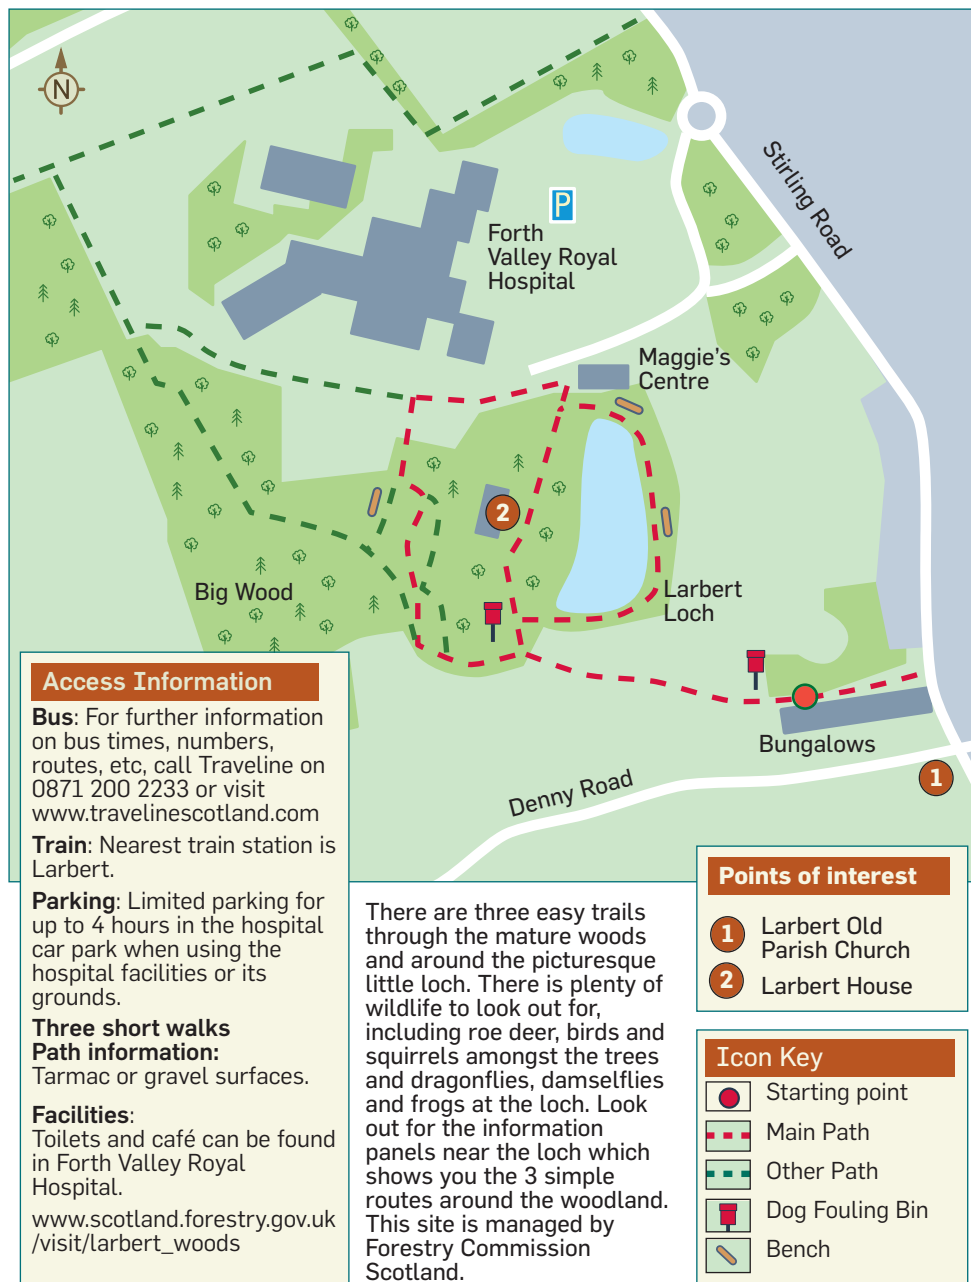 N
Stirling Road
P
Forth
Valley Royal
Hospital
Maggie's
Centre
2
Big Wood
Larbert
Loch
Bungalows
Denny Road
1
Access Information
Bus: For further information
on bus times, numbers,
routes, etc, call Traveline on
0871 200 2233 or visit
www.travelinescotland.com
Train: Nearest train station is
Larbert.
Parking: Limited parking for
up to 4 hours in the hospital
car park when using the
hospital facilities or its
grounds.
Three short walks
Path information:
Tarmac or gravel surfaces.
Facilities:
Toilets and café can be found
in Forth Valley Royal
Hospital.
www.scotland.forestry.gov.uk
/visit/larbert_woods
There are three easy trails
through the mature woods
and around the picturesque
little loch. There is plenty of
wildlife to look out for,
including roe deer, birds and
squirrels amongst the trees
and dragonflies, damselflies
and frogs at the loch. Look
out for the information
panels near the loch which
shows you the 3 simple
routes around the woodland.
This site is managed by
Forestry Commission
Scotland.
Points of interest
1 Larbert Old
Parish Church
2 Larbert House
Icon Key
Starting point
Main Path
Other Path
Dog Fouling Bin
Bench